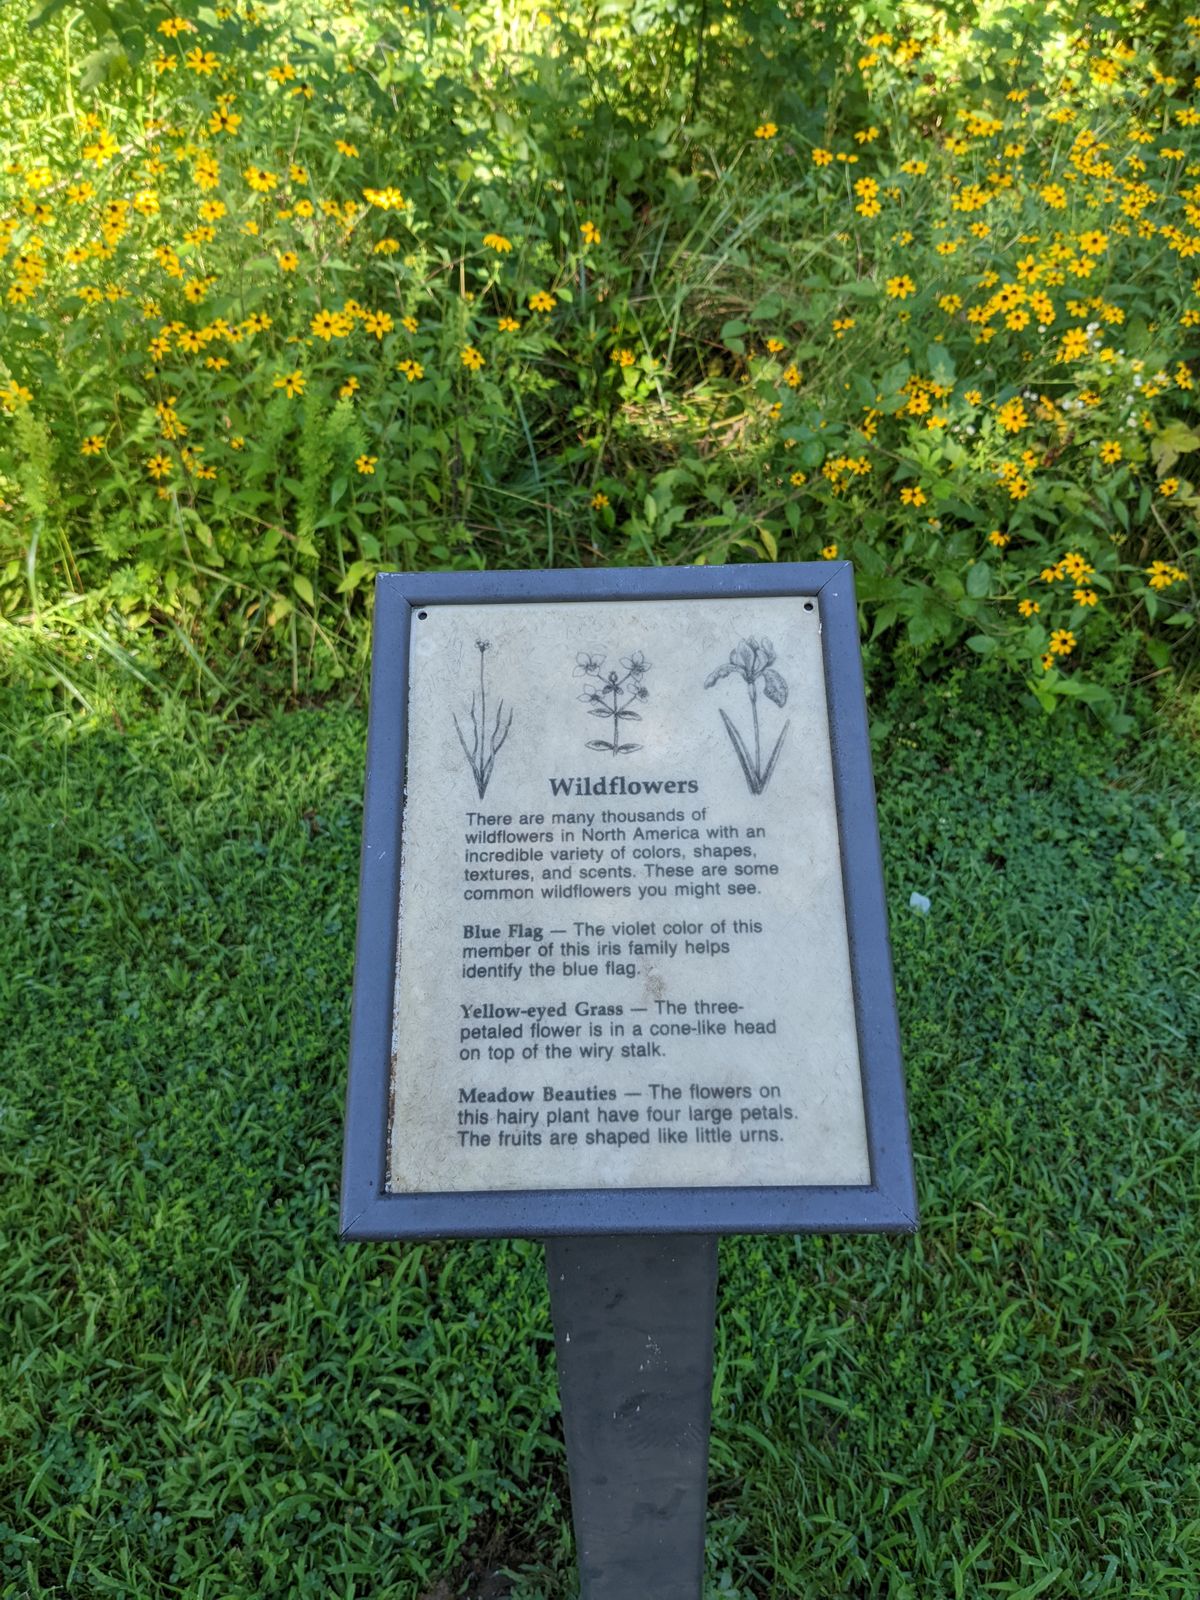 Wildflowers
There are many thousands of
wildflowers in North America with an
incredible variety of colors, shapes,
textures, and scents. These are some
common wildflowers you might see.
Blue Flag — The violet color of this
member of this iris family helps
identify the blue flag.
Yellow-eyed Grass — The three-
petaled flower is in a cone-like head
on top of the wiry stalk.
Meadow Beauties — The flowers on
this hairy plant have four large petals.
The fruits are shaped like little urns.